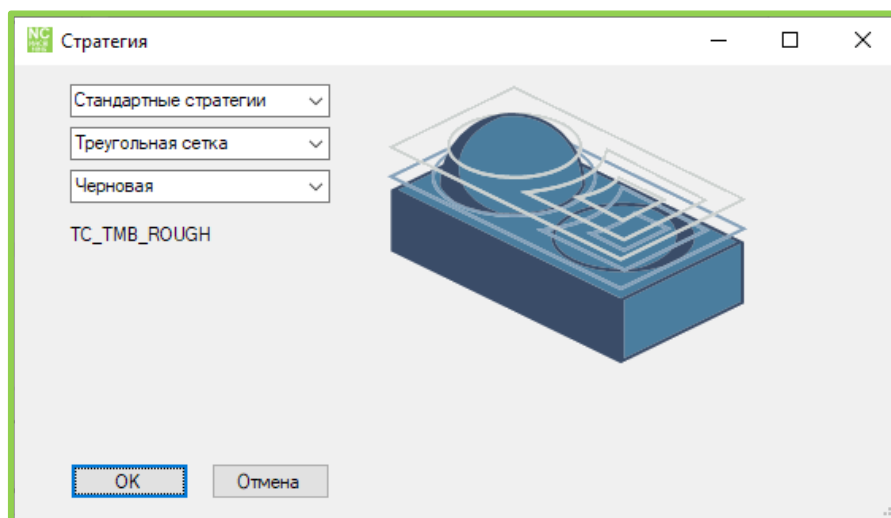 NC
Стратегия
Стандартные стратегии
Треугольная сетка
Черновая
TC_TMB_ROUGH
OK
Отмена